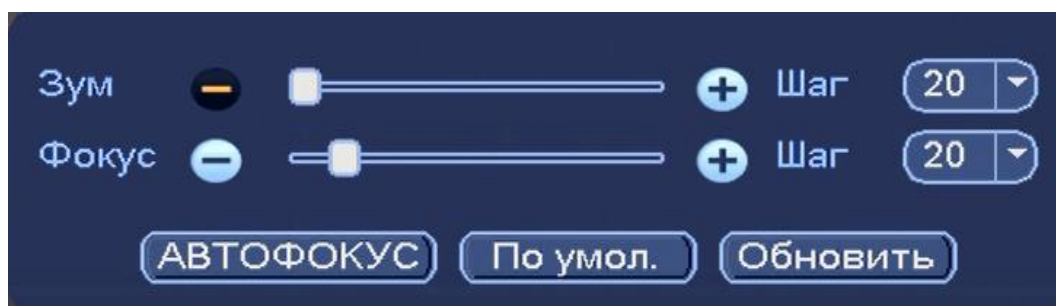 Зум Шаг 20
Фокус Шаг 20
АВТОФОКУС По умол. Обновить